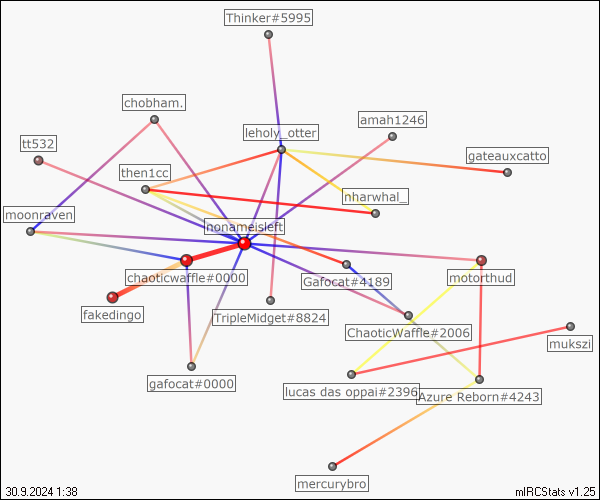 Thinker#5995
chobham.
amah1246
leholy_otter
tt532
gateauxcatto
then1cc
nharwhal_
moonraven
nonameisleft
chaoticwaffle#0000
Gafocat#4189
motorthud
fakedingo
TripleMidget#8824
ChaoticWaffle#2006
mukszi
gafocat#0000
lucas das oppai#2396
Azure Reborn#4243
mercurybro
30.9.2024 1:38
mIRCStats v1.25